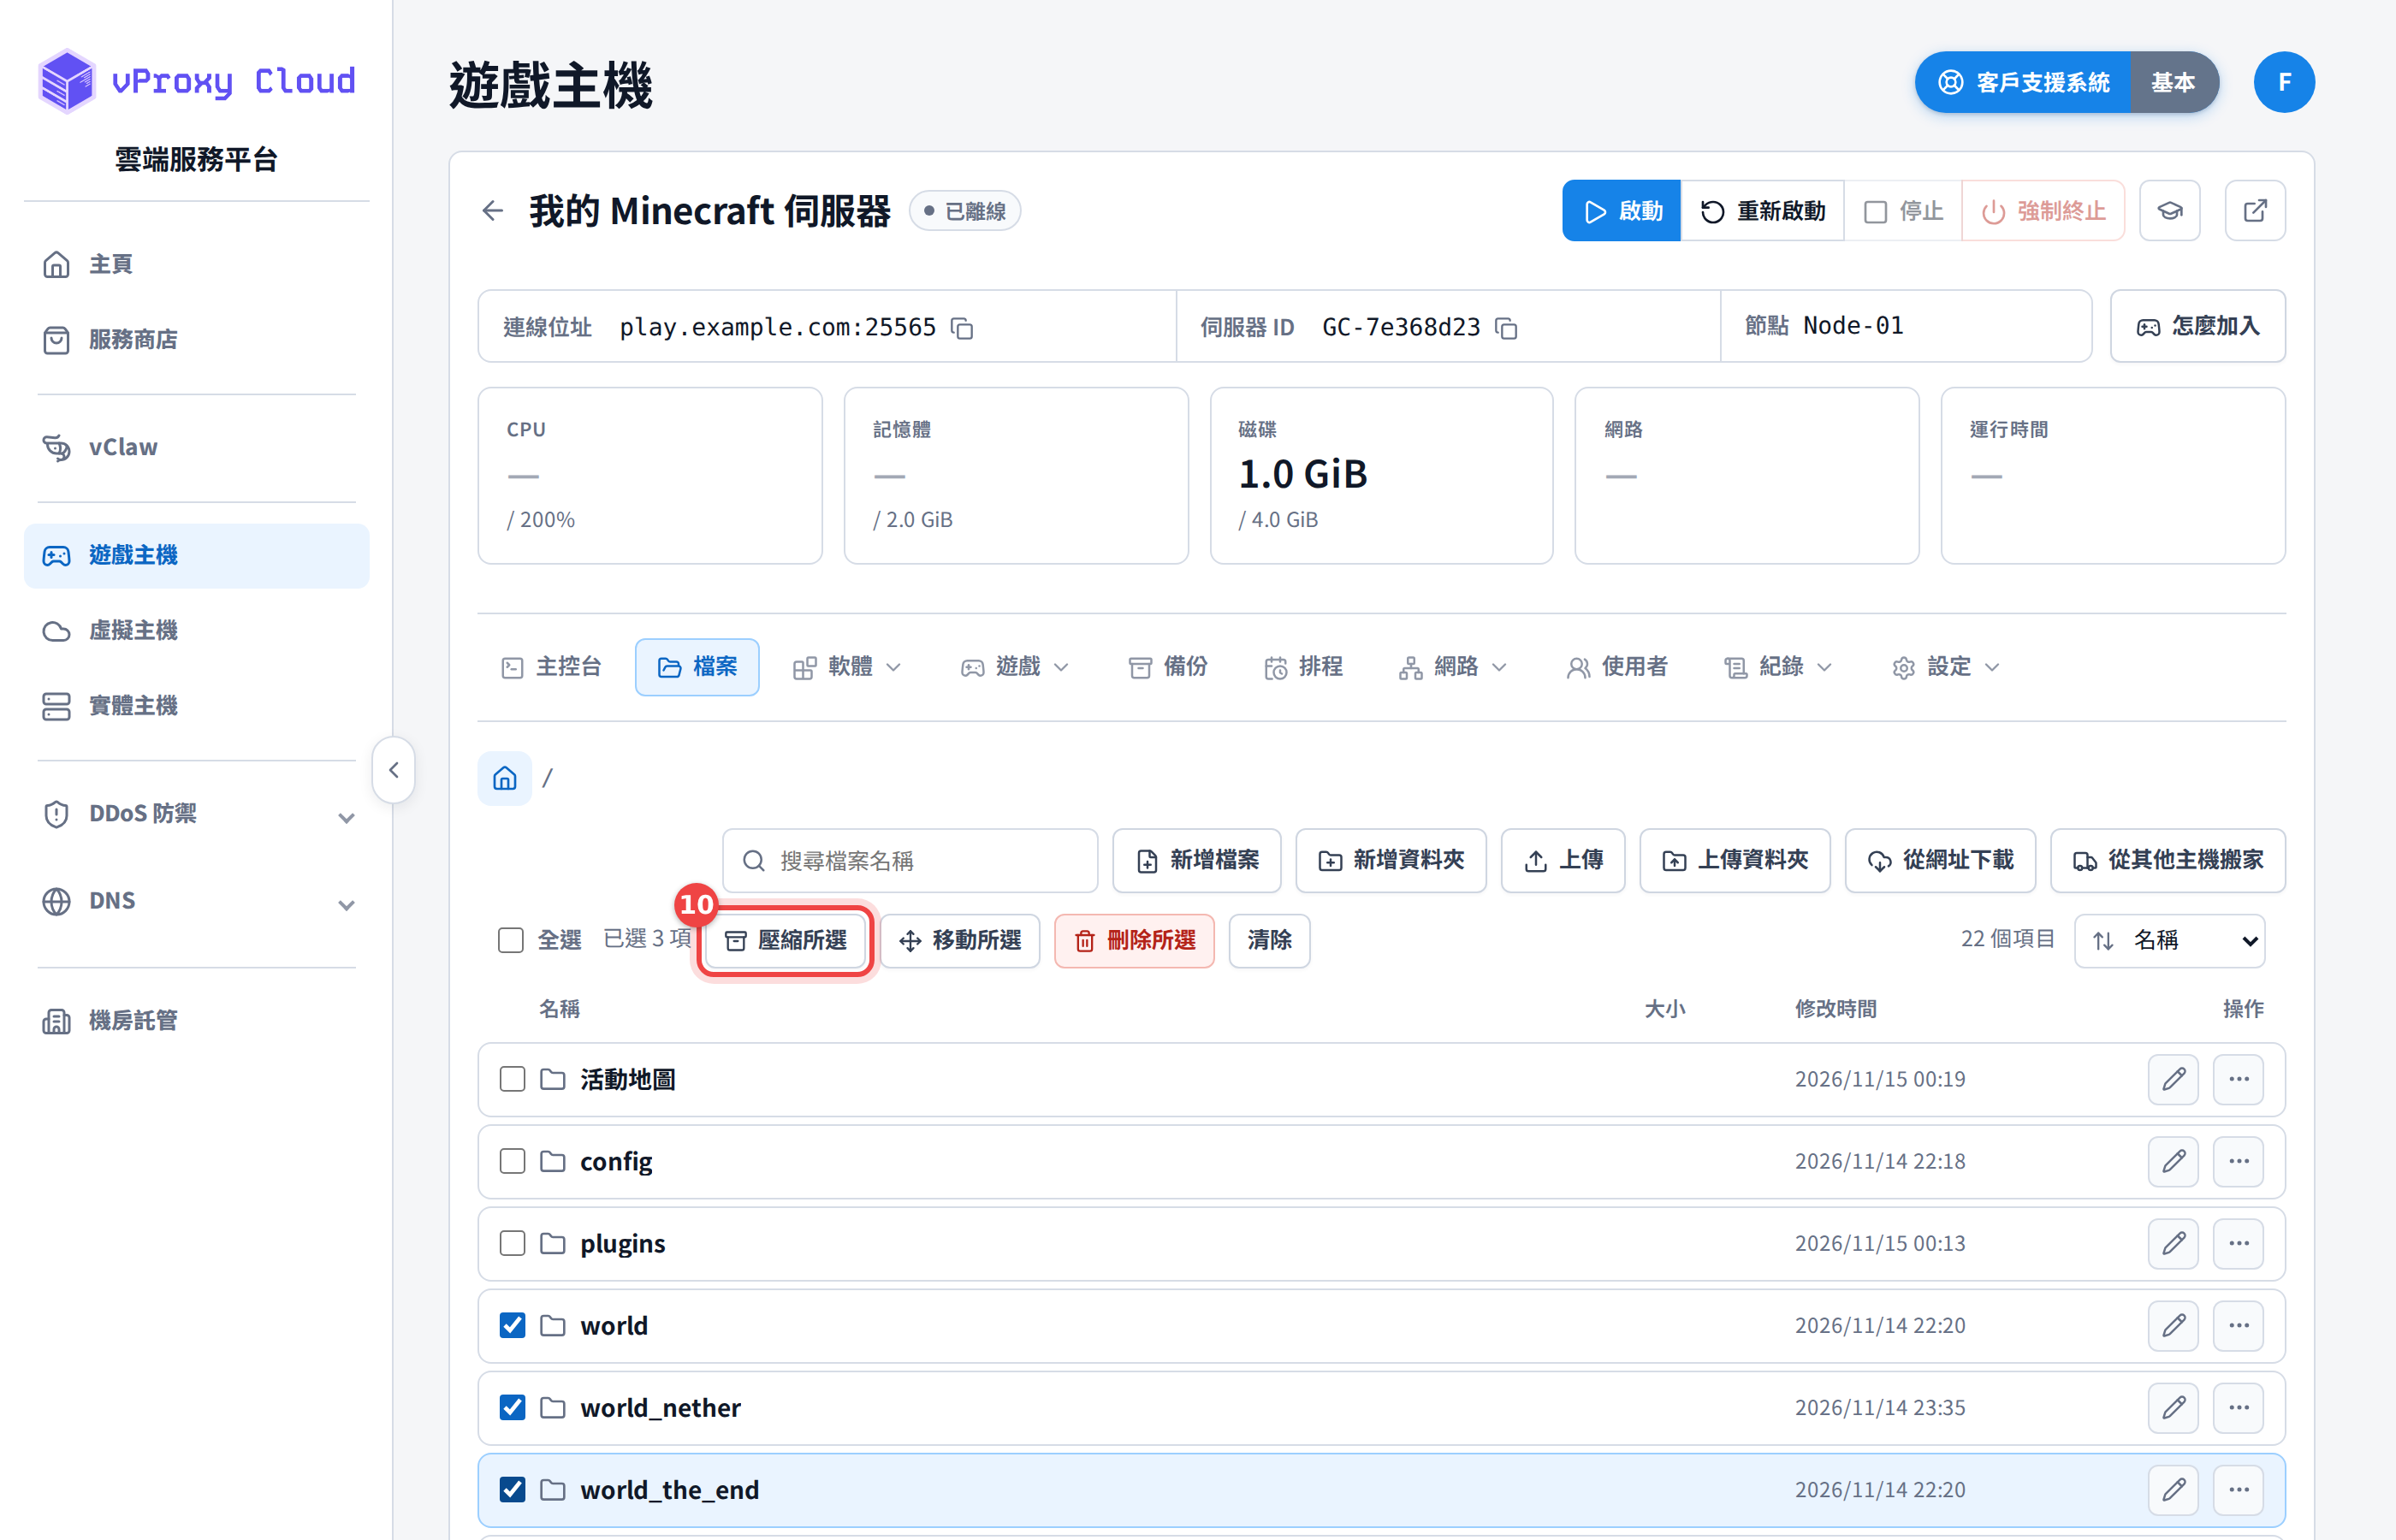 vProxy Cloud
雲端服務平台
主頁
服務商店
vClaw
遊戲主機
虛擬主機
實體主機
DDoS 防禦
DNS
機房託管
遊戲主機
客戶支援系統 基本 F
我的 Minecraft 伺服器 已離線
啟動 重新啟動 停止 強制終止
連線位址 play.example.com:25565 伺服器 ID GC-7e368d23 節點 Node-01 怎麼加入
CPU 記憶體 磁碟 網路 運行時間
— — 1.0 GiB — —
/ 200% / 2.0 GiB / 4.0 GiB
主控台 檔案 軟體 遊戲 備份 排程 網路 使用者 紀錄 設定
/
搜尋檔案名稱 新增檔案 新增資料夾 上傳 上傳資料夾 從網址下載 從其他主機搬家
10
全選 已選 3 項 壓縮所選 移動所選 刪除所選 清除 22 個項目 名稱
名稱 大小 修改時間 操作
活動地圖 2026/11/15 00:19
config 2026/11/14 22:18
plugins 2026/11/15 00:13
world 2026/11/14 22:20
world_nether 2026/11/14 23:35
world_the_end 2026/11/14 22:20